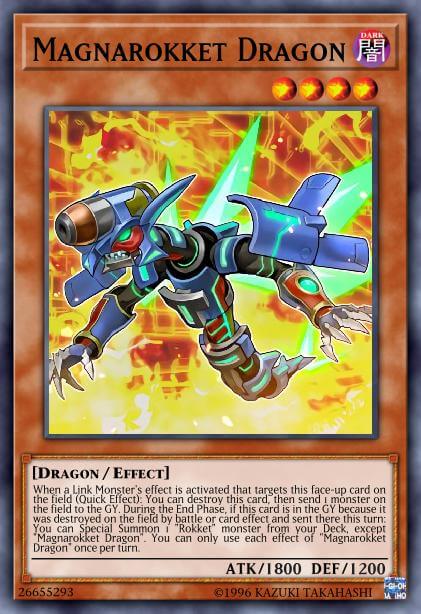 MAGNAROKKET DRAGON
DARK
闇
[DRAGON / EFFECT]
When a Link Monster's effect is activated that targets this face-up card on
the field (Quick Effect): You can destroy this card, then send 1 monster on
the field to the GY. During the End Phase, if this card is in the GY because it
was destroyed on the field by battle or card effect and sent there this turn:
You can Special Summon 1 "Rokket" monster from your Deck, except
"Magnarokket Dragon". You can only use each effect of "Magnarokket
Dragon" once per turn.
ATK/1800 DEF/1200
26655293
©1996 KAZUKI TAKAHASHI